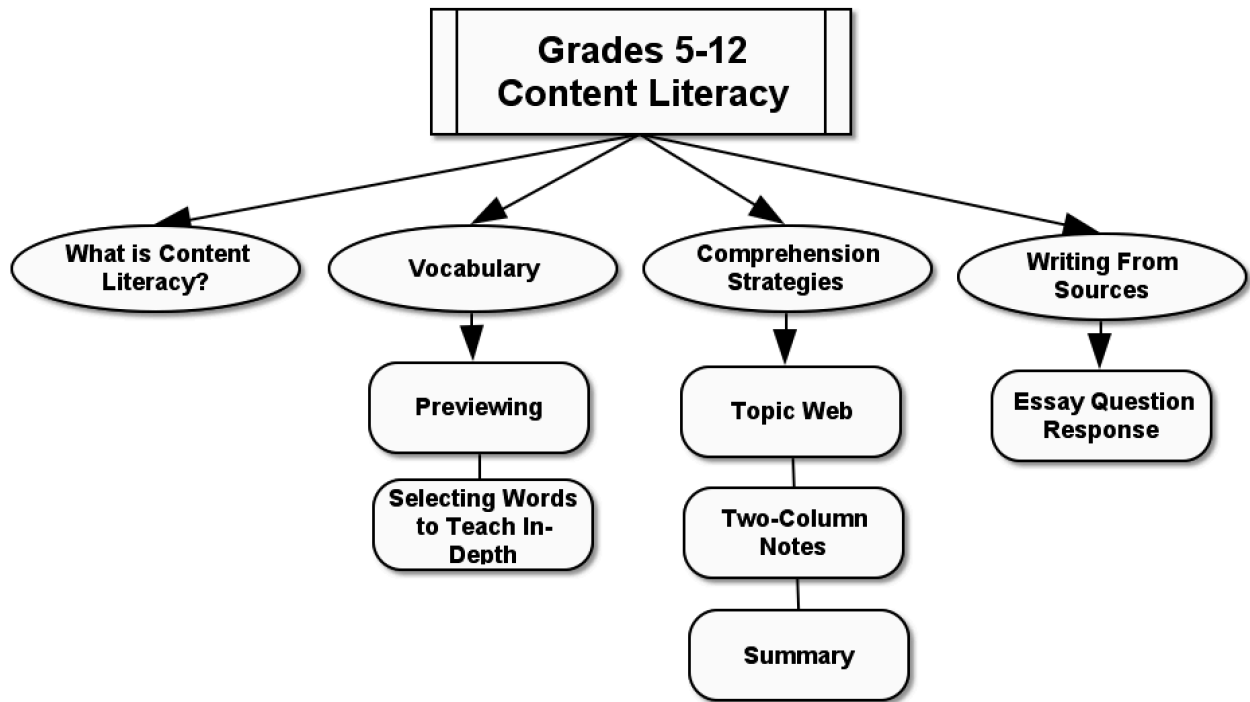 Grades 5-12
Content Literacy
What is Content
Literacy?
Vocabulary
Comprehension
Strategies
Writing From
Sources
Previewing
Selecting Words
to Teach In-
Depth
Topic Web
Two-Column
Notes
Summary
Essay Question
Response